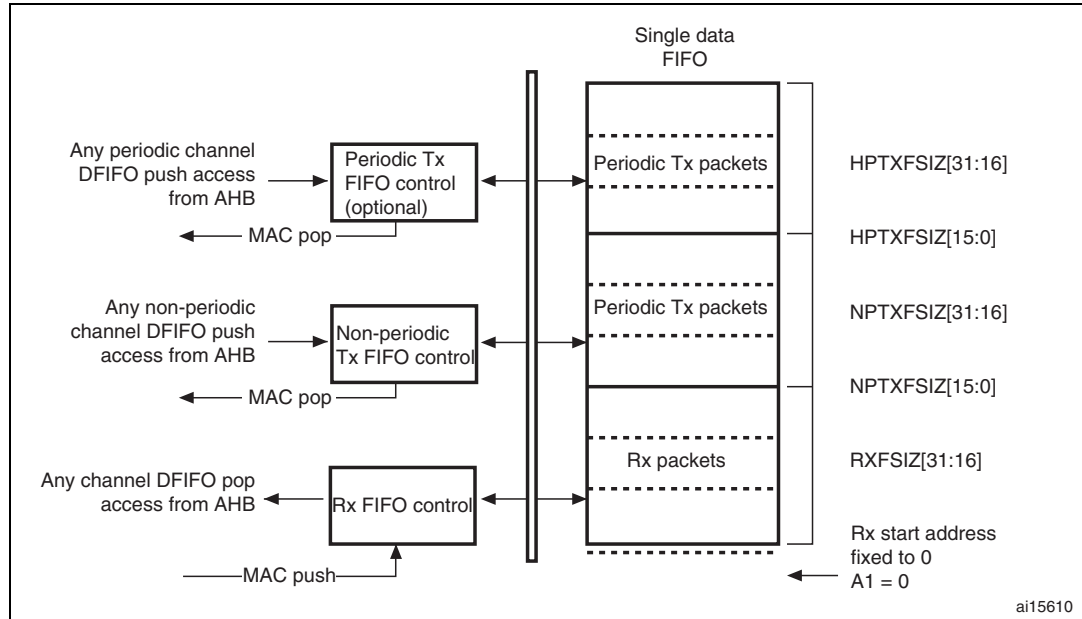 Single data
FIFO
Any periodic channel
DFIFO push access
from AHB
Periodic Tx
FIFO control
(optional)
Periodic Tx packets
HPTXFSIZ[31:16]
MAC pop
HPTXFSIZ[15:0]
Any non-periodic
channel DFIFO push
access from AHB
Non-periodic
Tx FIFO control
Periodic Tx packets
NPTXFSIZ[31:16]
MAC pop
NPTXFSIZ[15:0]
Any channel DFIFO pop
access from AHB
Rx FIFO control
Rx packets
RXFSIZ[31:16]
MAC push
Rx start address
fixed to 0
A1 = 0
ai15610